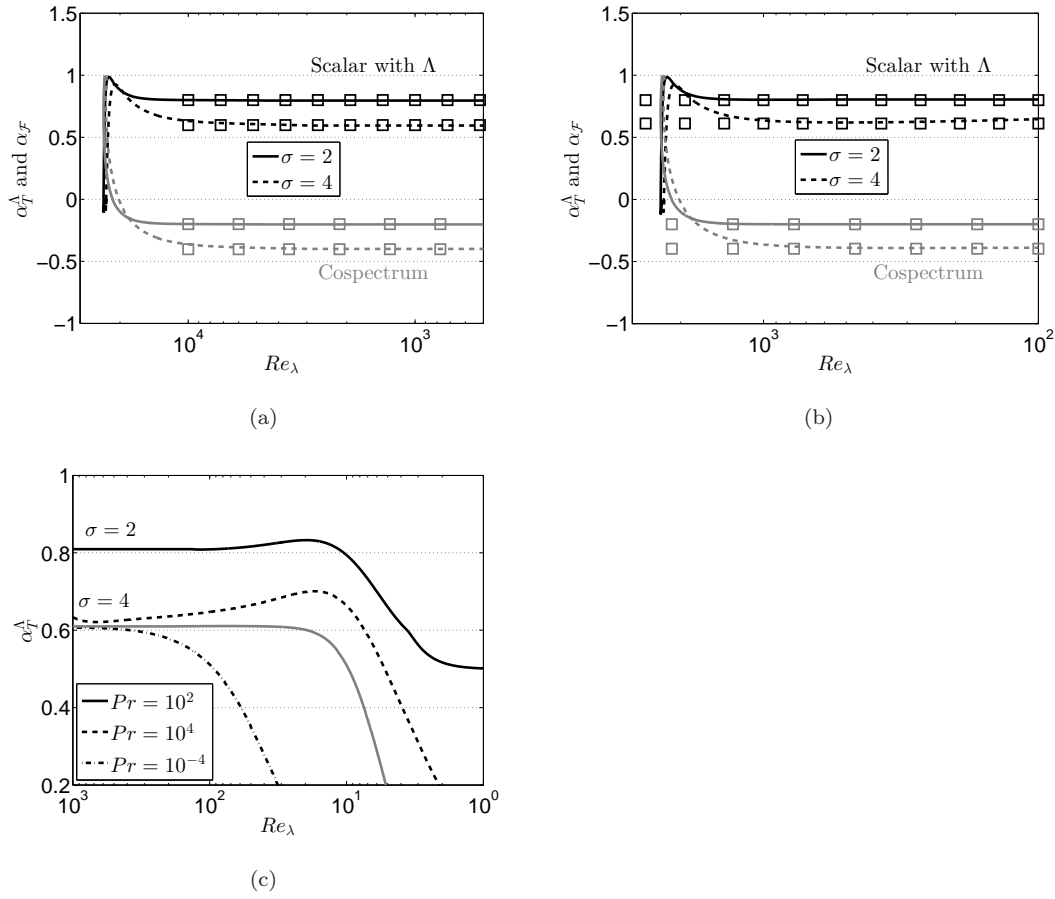 1.5
1
0.5
0
−0.5
−1
α_T^Λ and α_ℱ
Scalar with Λ
σ = 2
σ = 4
Cospectrum
10^4
10^3
Re_λ
(a)
1.5
1
0.5
0
−0.5
−1
α_T^Λ and α_ℱ
Scalar with Λ
σ = 2
σ = 4
Cospectrum
10^3
10^2
Re_λ
(b)
1
0.8
0.6
0.4
0.2
α_T^Λ
σ = 2
σ = 4
Pr = 10^2
Pr = 10^4
Pr = 10^−4
10^3
10^2
10^1
10^0
Re_λ
(c)